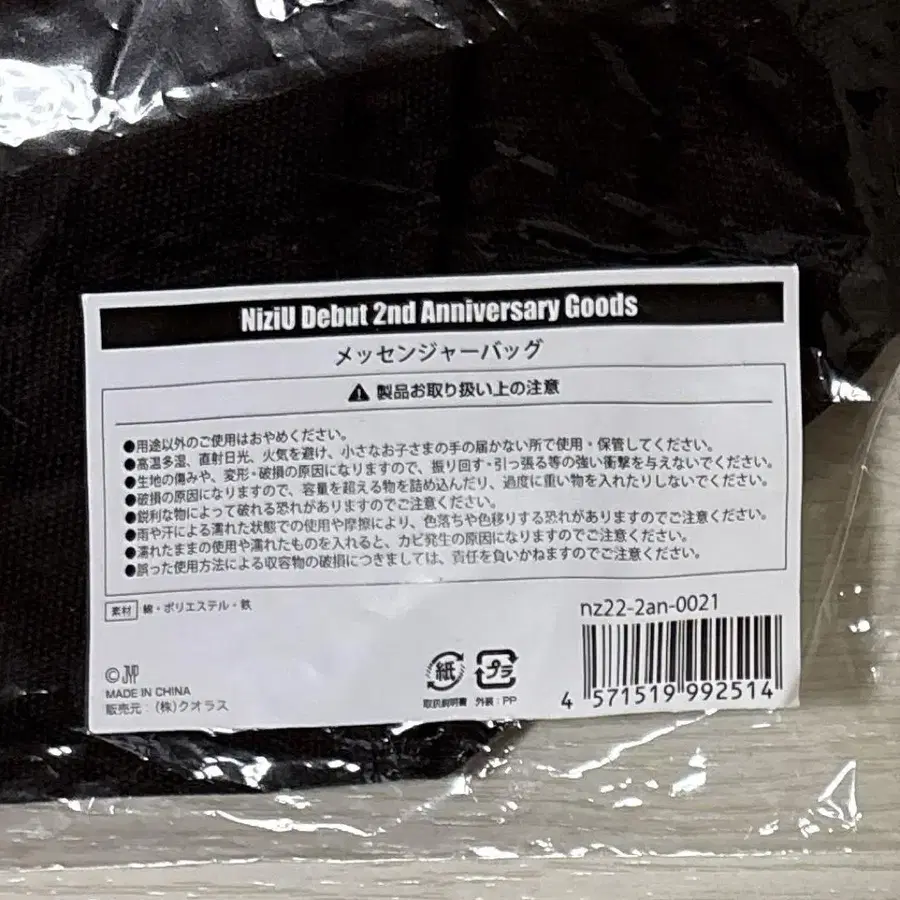 NiziU Debut 2nd Anniversary Goods
メッセンジャーバッグ
製品お取り扱い上の注意
●用途以外のご使用はおやめください。
●高温多湿、直射日光、火気を避け、小さなお子さまの手の届かない所で使用・保管してください。
●生地の傷みや、変形・破損の原因になりますので、振り回す・引っ張る等の強い衝撃を与えないでください。
●破損の原因になりますので、容量を超える物を詰め込んだり、過度に重い物を入れたりしないでください。
●鋭利な物によって破れる恐れがありますのでご注意ください。
●雨や汗による濡れた状態での使用や摩擦により、色落ちや色移りする恐れがありますのでご注意ください。
●濡れたままの使用や濡れたものを入れると、カビ発生の原因になりますのでご注意ください。
●誤った使用方法による収容物の破損につきましては、責任を負いかねますのでご注意ください。
素材 綿・ポリエステル・鉄
nz22-2an-0021
©JYP
MADE IN CHINA
販売元：(株)クオラス
紙 プラ
取扱説明書 外装：PP
4 571519 992514